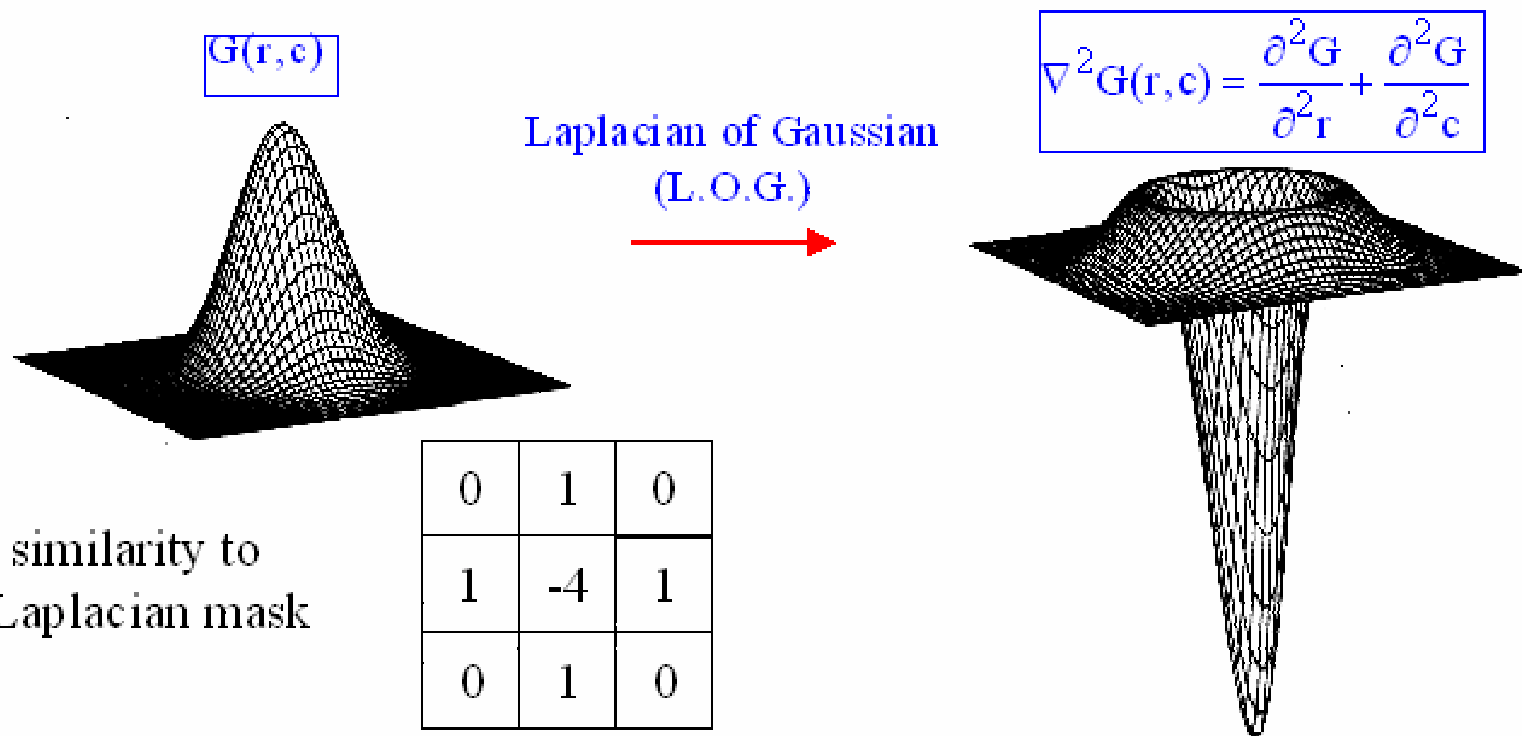 G(r,c)
∇²G(r,c) = ∂²G/∂²r + ∂²G/∂²c
Laplacian of Gaussian
(L.O.G.)
similarity to
Laplacian mask
0 1 0
1 -4 1
0 1 0